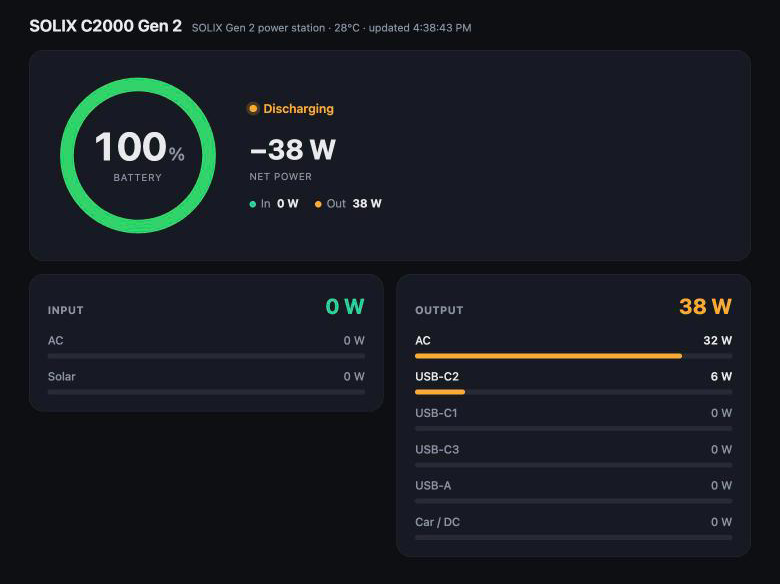 SOLIX C2000 Gen 2 SOLIX Gen 2 power station · 28°C · updated 4:38:43 PM
100%
BATTERY
Discharging
−38 W
NET POWER
In 0 W Out 38 W
INPUT 0 W
AC 0 W
Solar 0 W
OUTPUT 38 W
AC 32 W
USB-C2 6 W
USB-C1 0 W
USB-C3 0 W
USB-A 0 W
Car / DC 0 W